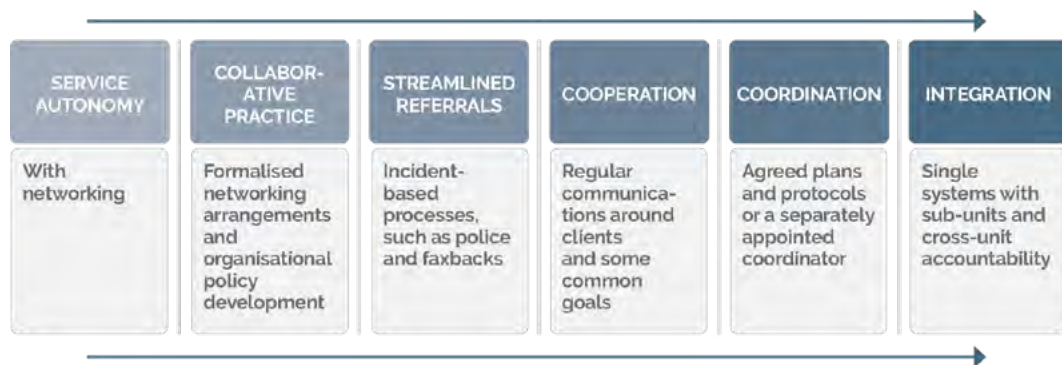 SERVICE
AUTONOMY
COLLABOR-
ATIVE
PRACTICE
STREAMLINED
REFERRALS
COOPERATION
COORDINATION
INTEGRATION
With
networking
Formalised
networking
arrangements
and
organisational
policy
development
Incident-
based
processes,
such as police
and faxbacks
Regular
communica-
tions around
clients
and some
common
goals
Agreed plans
and protocols
or a separately
appointed
coordinator
Single
systems with
sub-units and
cross-unit
accountability